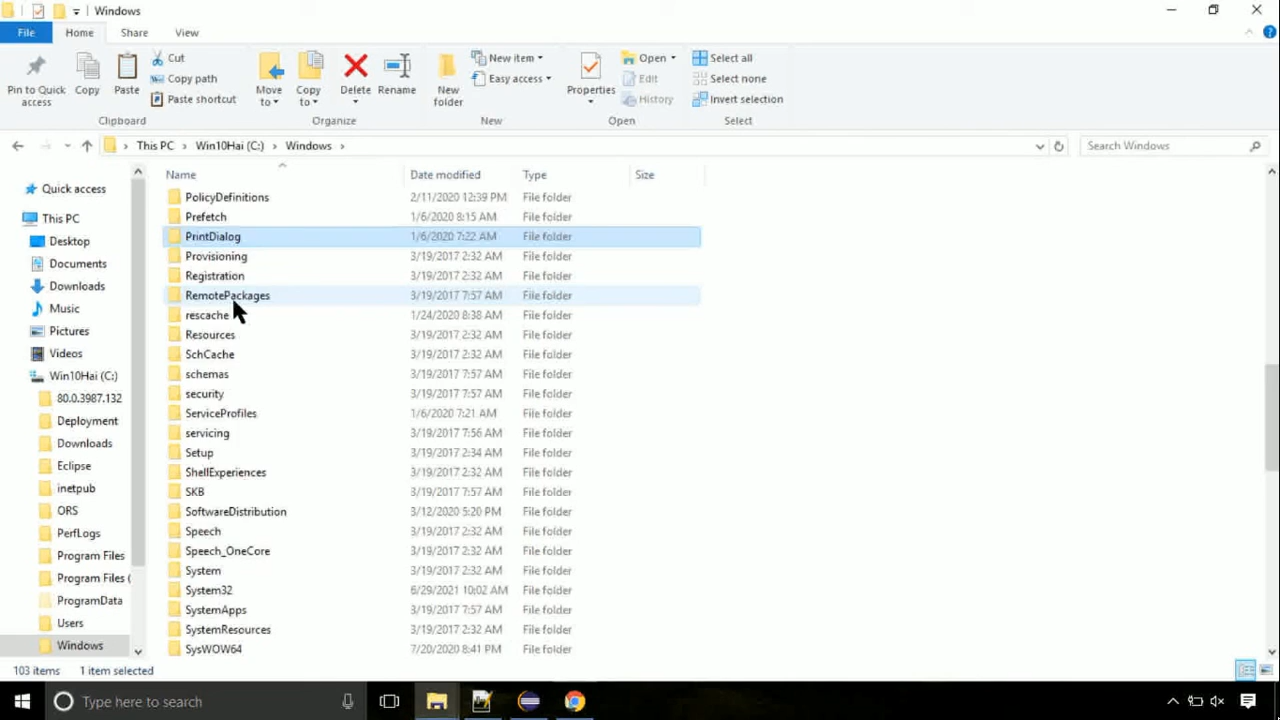 Windows
File Home Share View
Pin to Quick access
Copy
Paste
Cut
Copy path
Paste shortcut
Clipboard
Move to
Copy to
Delete
Rename
Organize
New folder
New item
Easy access
New
Properties
Open
Edit
History
Open
Select all
Select none
Invert selection
Select
This PC Win10Hai (C:) Windows
Search Windows
Quick access
This PC
Desktop
Documents
Downloads
Music
Pictures
Videos
Win10Hai (C:)
80.0.3987.132
Deployment
Downloads
Eclipse
inetpub
ORS
PerfLogs
Program Files
Program Files (
ProgramData
Users
Windows
Name Date modified Type Size
PolicyDefinitions 2/11/2020 12:39 PM File folder
Prefetch 1/6/2020 8:15 AM File folder
PrintDialog 1/6/2020 7:22 AM File folder
Provisioning 3/19/2017 2:32 AM File folder
Registration 3/19/2017 2:32 AM File folder
RemotePackages 3/19/2017 7:57 AM File folder
rescache 1/24/2020 8:38 AM File folder
Resources 3/19/2017 2:32 AM File folder
SchCache 3/19/2017 2:32 AM File folder
schemas 3/19/2017 7:57 AM File folder
security 3/19/2017 7:57 AM File folder
ServiceProfiles 1/6/2020 7:21 AM File folder
servicing 3/19/2017 7:56 AM File folder
Setup 3/19/2017 2:34 AM File folder
ShellExperiences 3/19/2017 2:32 AM File folder
SKB 3/19/2017 7:57 AM File folder
SoftwareDistribution 3/12/2020 5:20 PM File folder
Speech 3/19/2017 2:32 AM File folder
Speech_OneCore 3/19/2017 2:32 AM File folder
System 3/19/2017 2:32 AM File folder
System32 6/29/2021 10:02 AM File folder
SystemApps 3/19/2017 7:57 AM File folder
SystemResources 3/19/2017 2:32 AM File folder
SysWOW64 7/20/2020 8:41 PM File folder
103 items 1 item selected
Type here to search